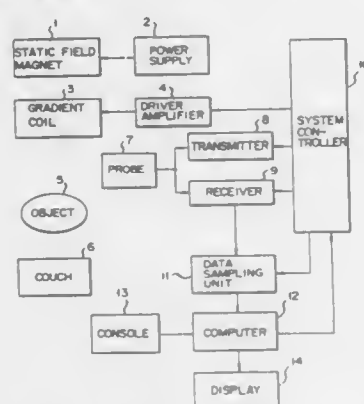 1
STATIC FIELD
MAGNET
2
POWER
SUPPLY
3
GRADIENT
COIL
4
DRIVER
AMPLIFIER
10
SYSTEM
CON-
TROLLER
7
PROBE
8
TRANSMITTER
9
RECEIVER
5
OBJECT
6
COUCH
11
DATA
SAMPLING
UNIT
13
CONSOLE
12
COMPUTER
DISPLAY
14